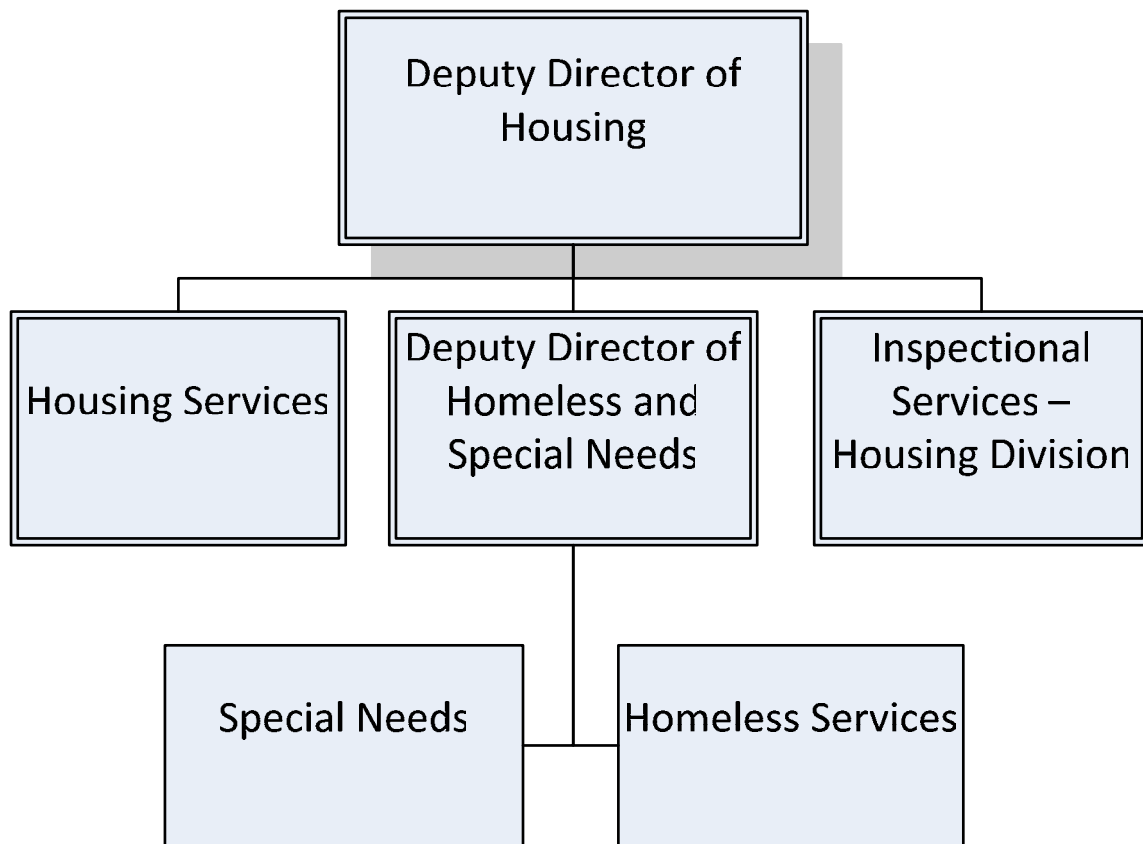 Deputy Director of
Housing
Housing Services
Deputy Director of
Homeless and
Special Needs
Inspectional
Services –
Housing Division
Special Needs
Homeless Services